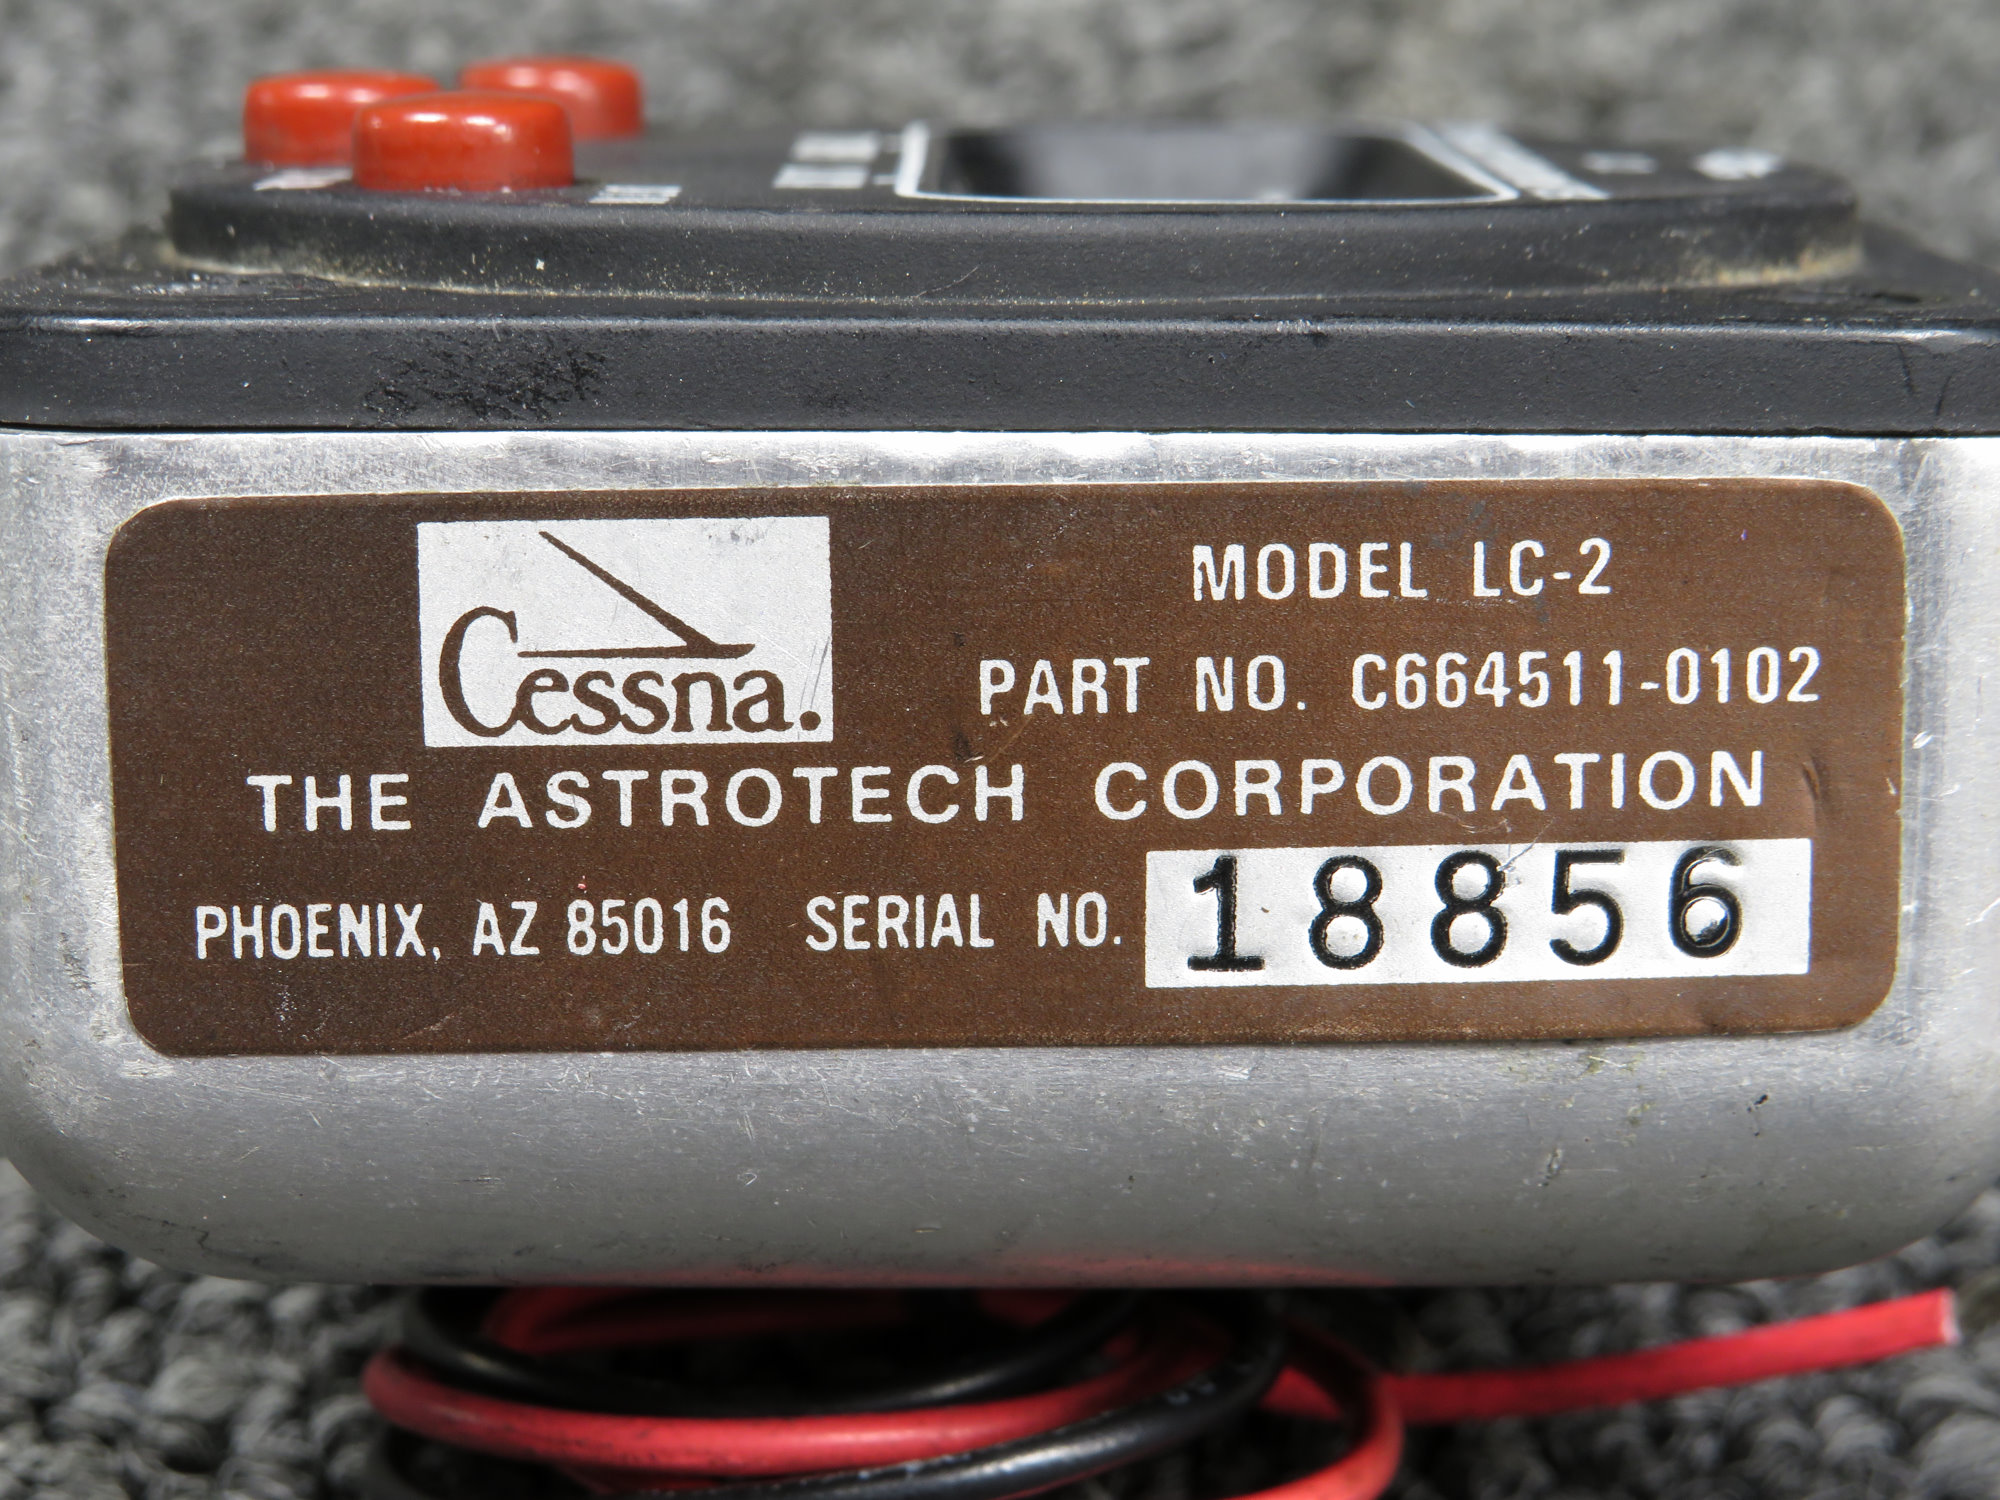 Cessna.
MODEL LC-2
PART NO. C664511-0102
THE ASTROTECH CORPORATION
PHOENIX, AZ 85016 SERIAL NO. 18856